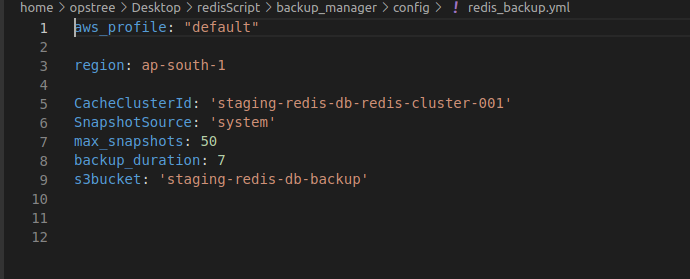 home > opstree > Desktop > redisScript > backup_manager > config > ! redis_backup.yml
1 aws_profile: "default"
2
3 region: ap-south-1
4
5 CacheClusterId: 'staging-redis-db-redis-cluster-001'
6 SnapshotSource: 'system'
7 max_snapshots: 50
8 backup_duration: 7
9 s3bucket: 'staging-redis-db-backup'
10
11
12